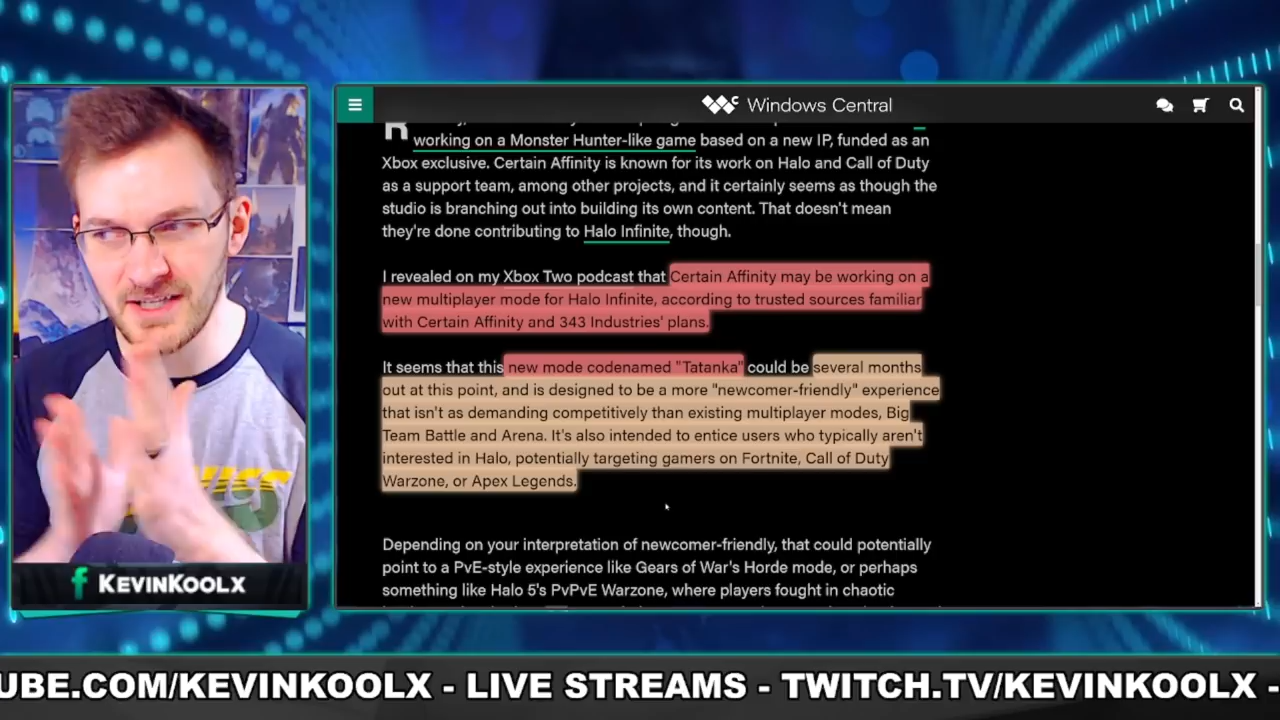 Windows Central
working on a Monster Hunter-like game based on a new IP, funded as an
Xbox exclusive. Certain Affinity is known for its work on Halo and Call of Duty
as a support team, among other projects, and it certainly seems as though the
studio is branching out into building its own content. That doesn't mean
they're done contributing to Halo Infinite, though.
I revealed on my Xbox Two podcast that Certain Affinity may be working on a
new multiplayer mode for Halo Infinite, according to trusted sources familiar
with Certain Affinity and 343 Industries' plans.
It seems that this new mode codenamed "Tatanka" could be several months
out at this point, and is designed to be a more "newcomer-friendly" experience
that isn't as demanding competitively than existing multiplayer modes, Big
Team Battle and Arena. It's also intended to entice users who typically aren't
interested in Halo, potentially targeting gamers on Fortnite, Call of Duty
Warzone, or Apex Legends.
Depending on your interpretation of newcomer-friendly, that could potentially
point to a PvE-style experience like Gears of War's Horde mode, or perhaps
something like Halo 5's PvPvE Warzone, where players fought in chaotic
f KEVINKOOLX
UBE.COM/KEVINKOOLX - LIVE STREAMS - TWITCH.TV/KEVINKOOLX -